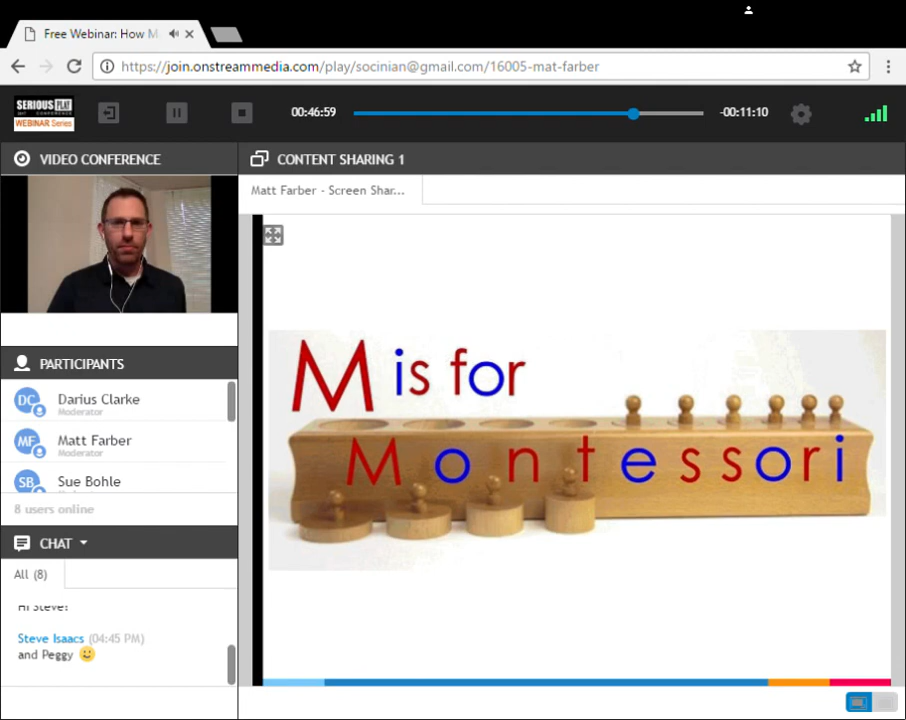 Free Webinar: How M
https://join.onstreammedia.com/play/socinian@gmail.com/16005-mat-farber
SERIOUS PLAY
CONFERENCE
WEBINAR Series
00:46:59
-00:11:10
VIDEO CONFERENCE
CONTENT SHARING 1
Matt Farber - Screen Shar...
M is for
Montessori
PARTICIPANTS
DC Darius Clarke
Moderator
MF Matt Farber
Moderator
SB Sue Bohle
8 users online
CHAT
All (8)
Hi Steve!
Steve Isaacs (04:45 PM)
and Peggy